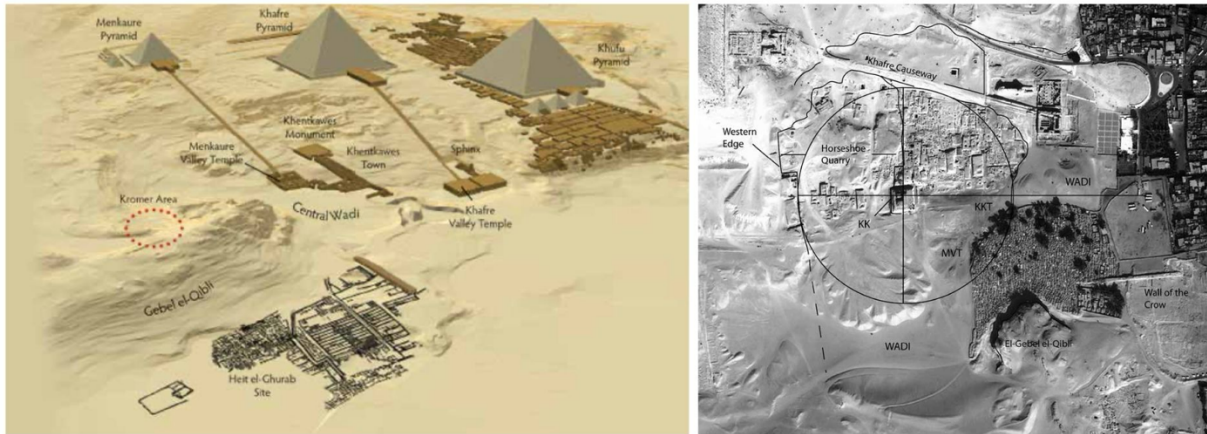 Menkaure
Pyramid
Khafre
Pyramid
Khufu
Pyramid
Khentkawes
Monument
Menkaure
Valley Temple
Khentkawes
Town
Sphinx
Kromer Area
Central Wadi
Khafre
Valley Temple
Gebel el-Qibli
Heit el-Ghurab
Site
Khafre Causeway
Western
Edge
Horseshoe
Quarry
WADI
KK
KKT
MVT
Wall of the
Crow
WADI
El-Gebel el-Qibli